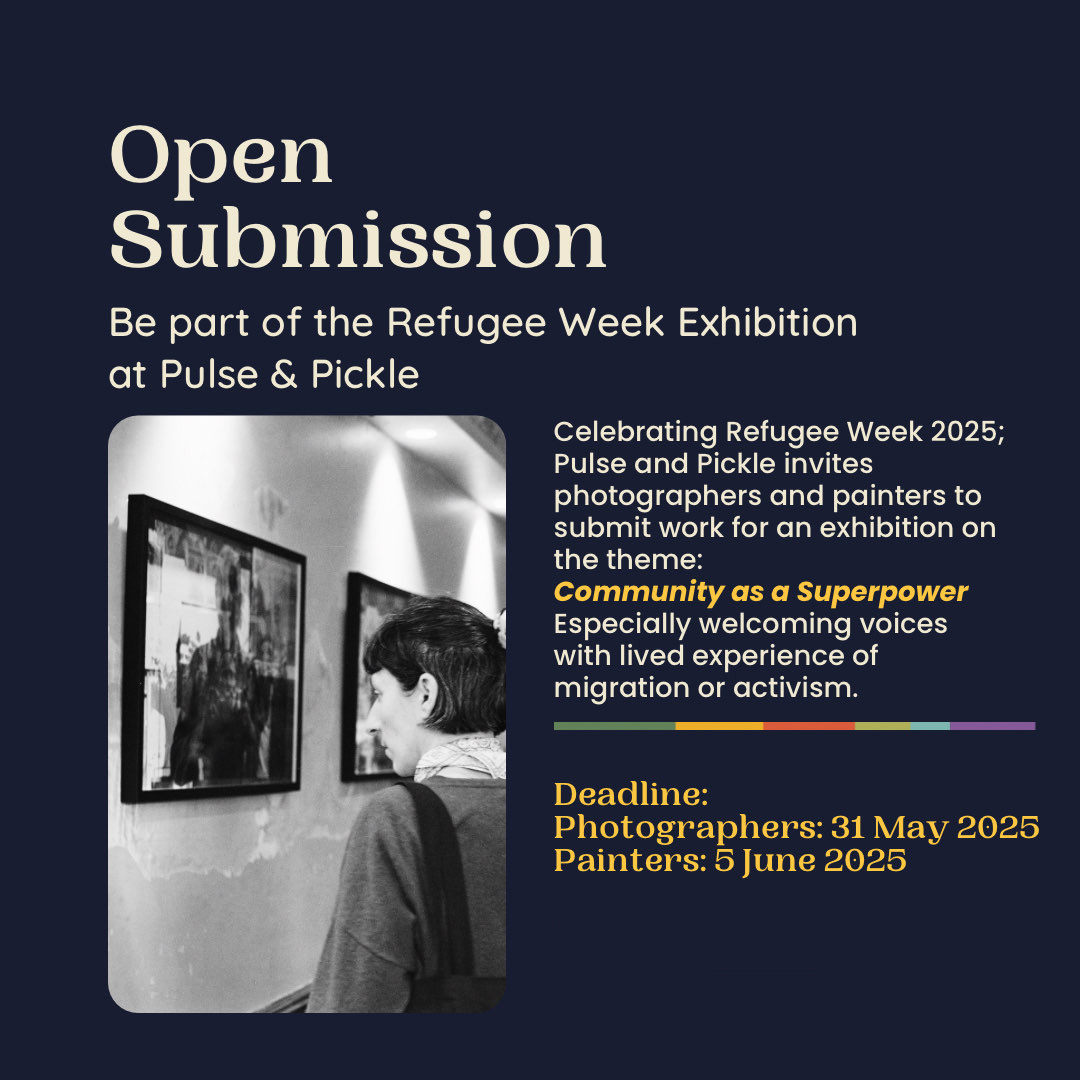 Open
Submission
Be part of the Refugee Week Exhibition
at Pulse & Pickle
Celebrating Refugee Week 2025;
Pulse and Pickle invites
photographers and painters to
submit work for an exhibition on
the theme:
Community as a Superpower
Especially welcoming voices
with lived experience of
migration or activism.
Deadline:
Photographers: 31 May 2025
Painters: 5 June 2025